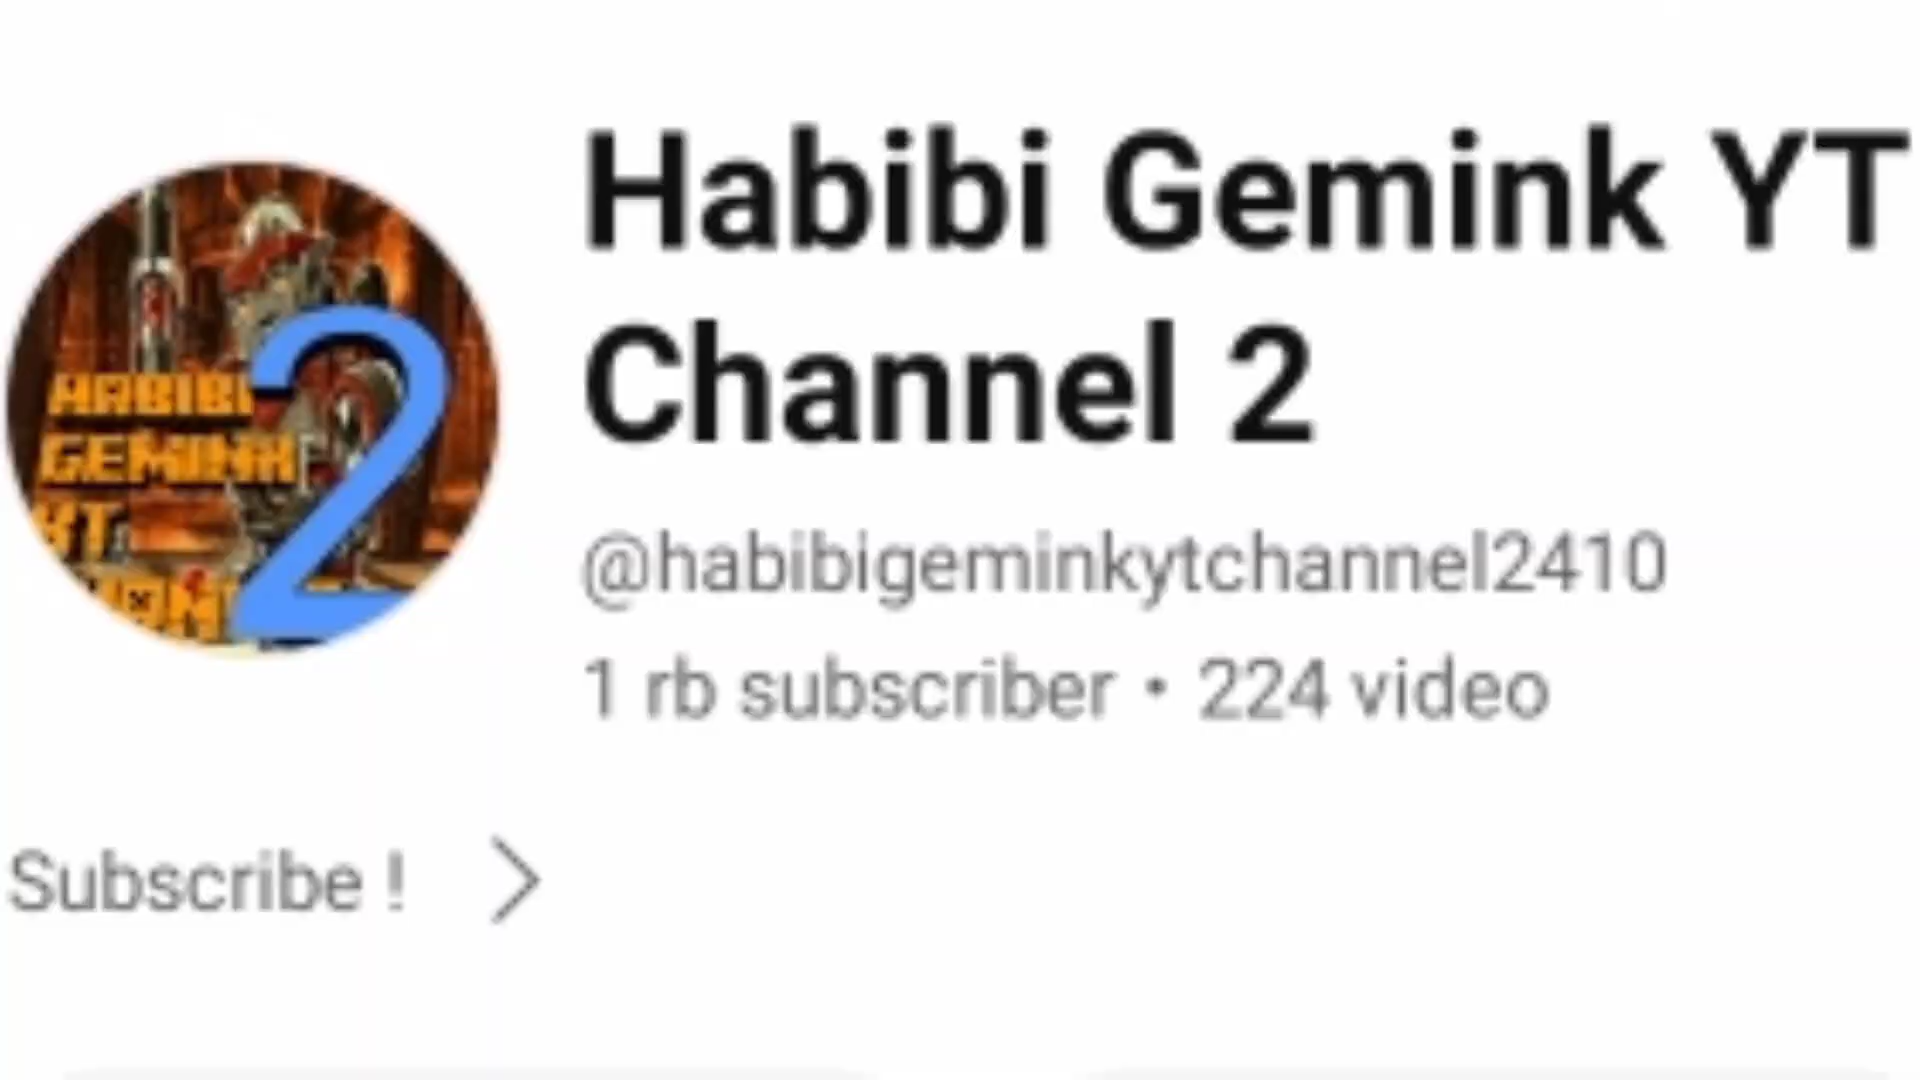 Habibi Gemink YT
Channel 2
@habibigeminkytchannel2410
1 rb subscriber • 224 video
Subscribe !
HABIBI
GEMINK
YT
2